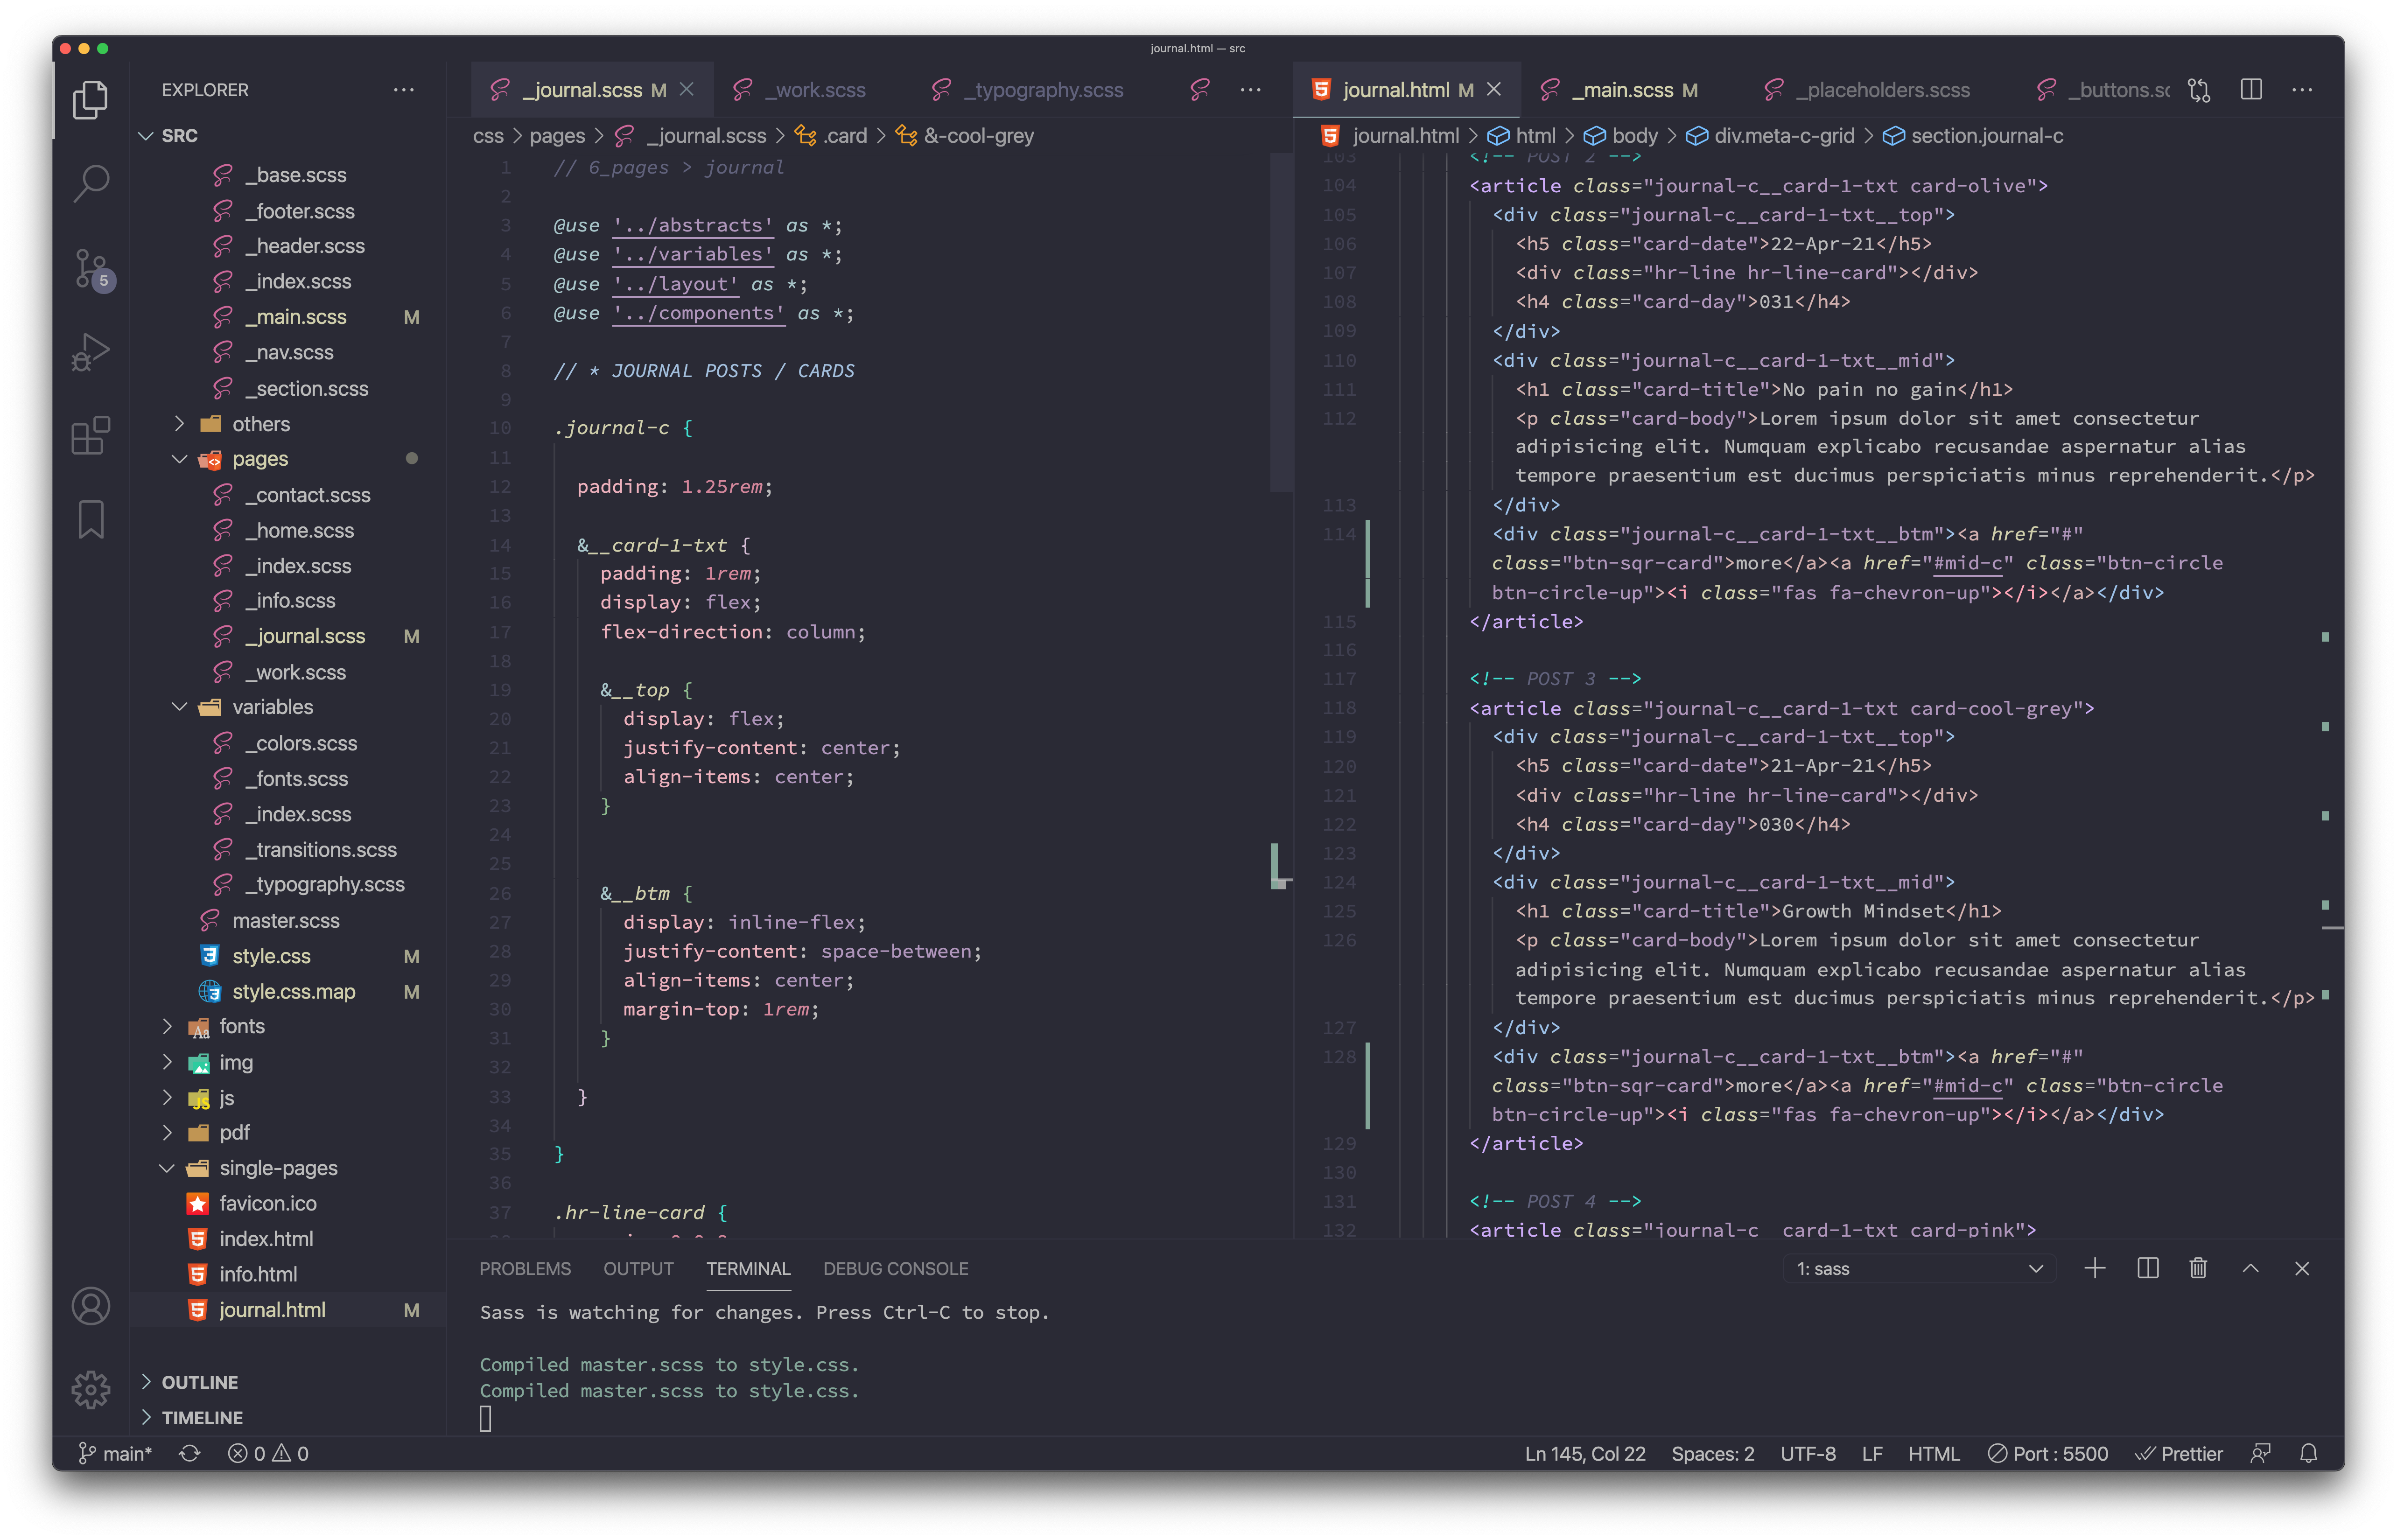 journal.html — src
EXPLORER
SRC
_base.scss
_footer.scss
_header.scss
_index.scss
_main.scss M
_nav.scss
_section.scss
others
pages
_contact.scss
_home.scss
_index.scss
_info.scss
_journal.scss M
_work.scss
variables
_colors.scss
_fonts.scss
_index.scss
_transitions.scss
_typography.scss
master.scss
style.css M
style.css.map M
fonts
img
js
pdf
single-pages
favicon.ico
index.html
info.html
journal.html M
OUTLINE
TIMELINE
5
_journal.scss M _work.scss _typography.scss
css > pages > _journal.scss > .card > &-cool-grey
1 // 6_pages > journal
2
3 @use '../abstracts' as *;
4 @use '../variables' as *;
5 @use '../layout' as *;
6 @use '../components' as *;
7
8 // * JOURNAL POSTS / CARDS
9
10 .journal-c {
11
12 padding: 1.25rem;
13
14 &__card-1-txt {
15 padding: 1rem;
16 display: flex;
17 flex-direction: column;
18
19 &__top {
20 display: flex;
21 justify-content: center;
22 align-items: center;
23 }
24
25
26 &__btm {
27 display: inline-flex;
28 justify-content: space-between;
29 align-items: center;
30 margin-top: 1rem;
31 }
32
33 }
34
35 }
36
37 .hr-line-card {
journal.html M _main.scss M _placeholders.scss _buttons.sc
journal.html > html > body > div.meta-c-grid > section.journal-c
103 <!-- POST 2 -->
104 <article class="journal-c__card-1-txt card-olive">
105 <div class="journal-c__card-1-txt__top">
106 <h5 class="card-date">22-Apr-21</h5>
107 <div class="hr-line hr-line-card"></div>
108 <h4 class="card-day">031</h4>
109 </div>
110 <div class="journal-c__card-1-txt__mid">
111 <h1 class="card-title">No pain no gain</h1>
112 <p class="card-body">Lorem ipsum dolor sit amet consectetur
adipisicing elit. Numquam explicabo recusandae aspernatur alias
tempore praesentium est ducimus perspiciatis minus reprehenderit.</p>
113 </div>
114 <div class="journal-c__card-1-txt__btm"><a href="#"
class="btn-sqr-card">more</a><a href="#mid-c" class="btn-circle
btn-circle-up"><i class="fas fa-chevron-up"></i></a></div>
115 </article>
116
117 <!-- POST 3 -->
118 <article class="journal-c__card-1-txt card-cool-grey">
119 <div class="journal-c__card-1-txt__top">
120 <h5 class="card-date">21-Apr-21</h5>
121 <div class="hr-line hr-line-card"></div>
122 <h4 class="card-day">030</h4>
123 </div>
124 <div class="journal-c__card-1-txt__mid">
125 <h1 class="card-title">Growth Mindset</h1>
126 <p class="card-body">Lorem ipsum dolor sit amet consectetur
adipisicing elit. Numquam explicabo recusandae aspernatur alias
tempore praesentium est ducimus perspiciatis minus reprehenderit.</p>
127 </div>
128 <div class="journal-c__card-1-txt__btm"><a href="#"
class="btn-sqr-card">more</a><a href="#mid-c" class="btn-circle
btn-circle-up"><i class="fas fa-chevron-up"></i></a></div>
129 </article>
130
131 <!-- POST 4 -->
132 <article class="journal-c__card-1-txt card-pink">
PROBLEMS OUTPUT TERMINAL DEBUG CONSOLE 1: sass
Sass is watching for changes. Press Ctrl-C to stop.
Compiled master.scss to style.css.
Compiled master.scss to style.css.
main* 0 0 Ln 145, Col 22 Spaces: 2 UTF-8 LF HTML Port : 5500 Prettier